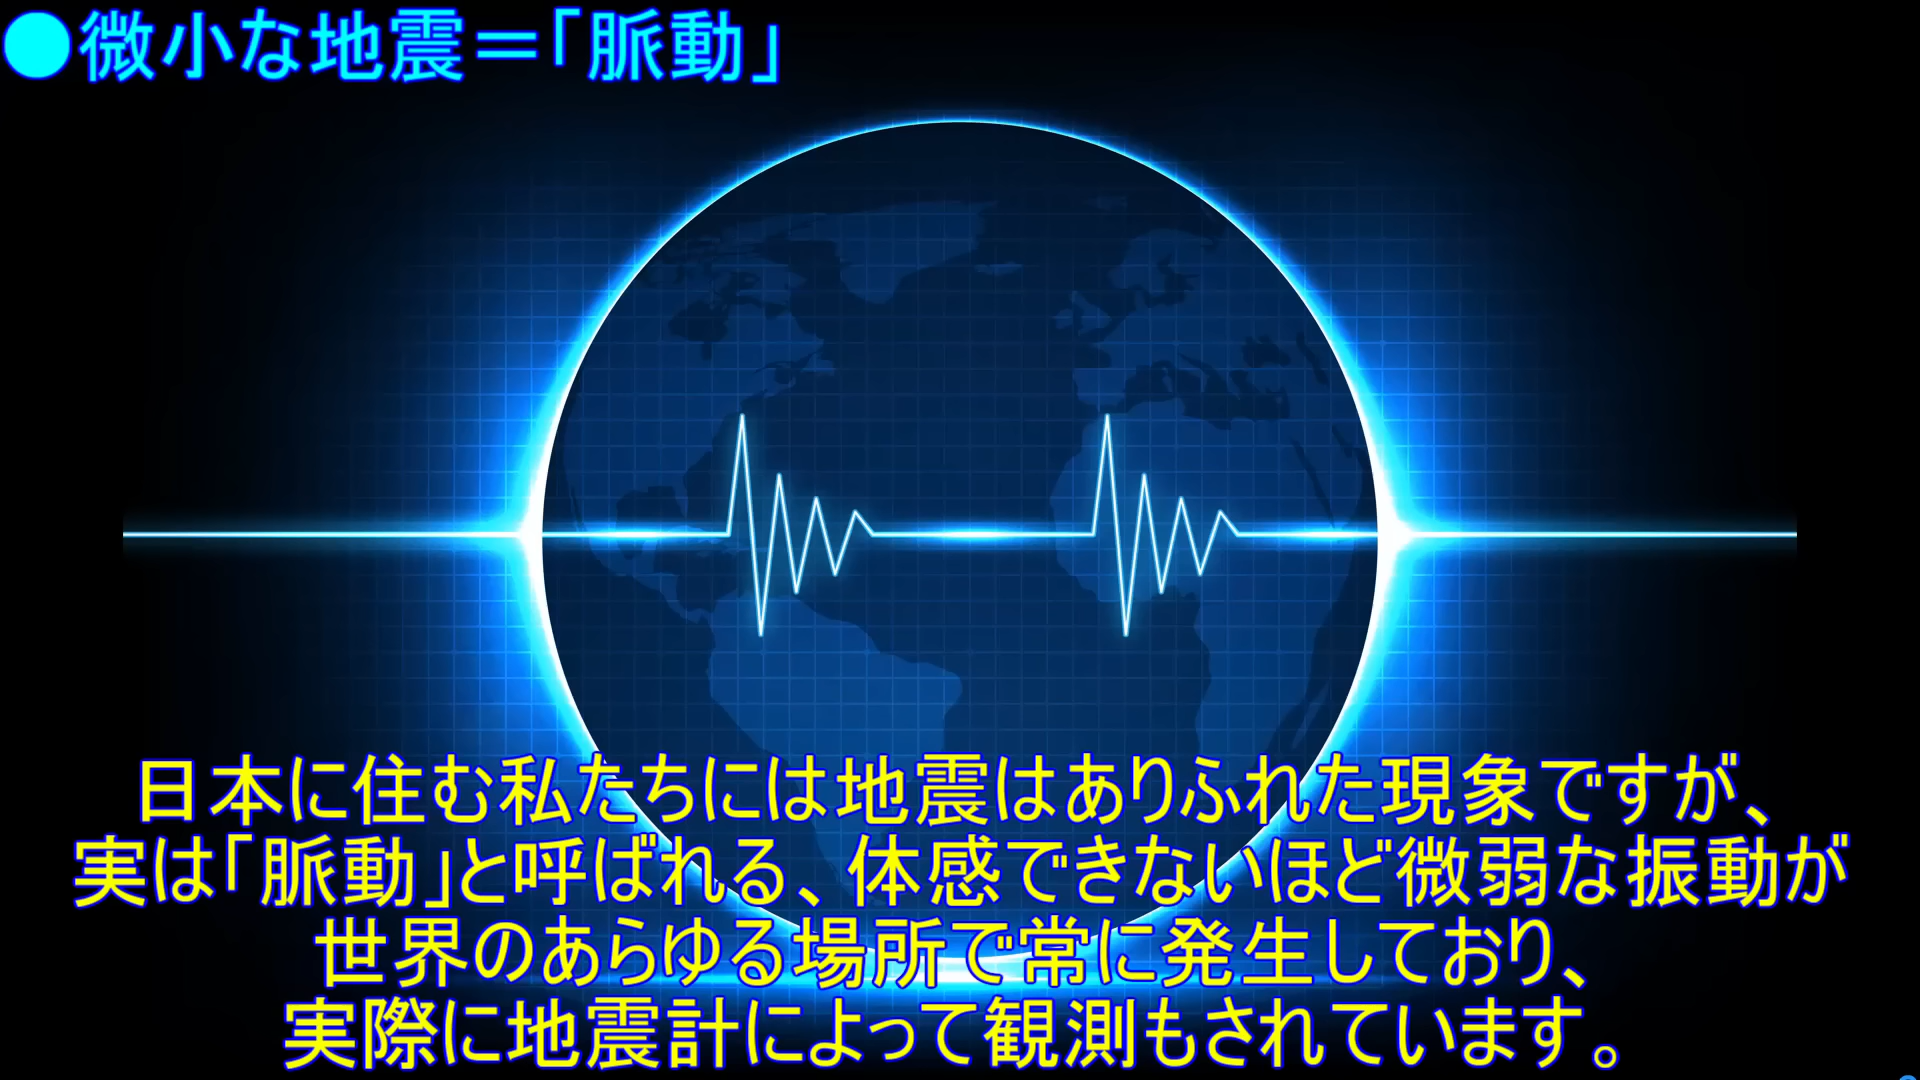 ●微小な地震＝「脈動」
日本に住む私たちには地震はありふれた現象ですが、
実は「脈動」と呼ばれる、体感できないほど微弱な振動が
世界のあらゆる場所で常に発生しており、
実際に地震計によって観測もされています。